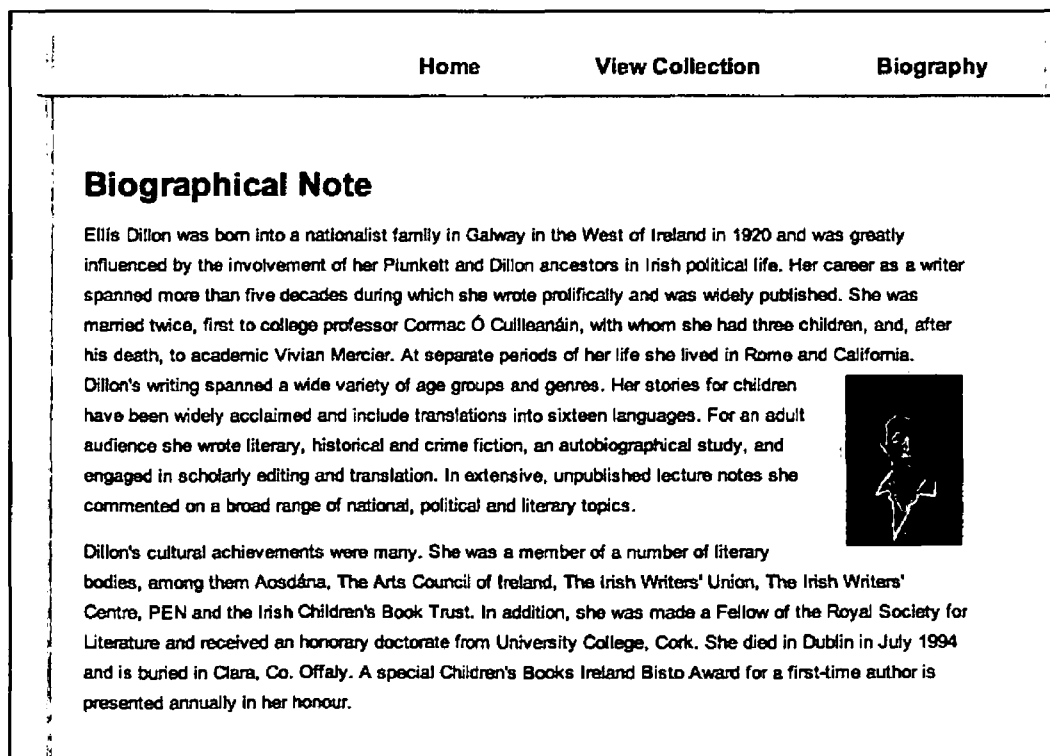 Home View Collection Biography
Biographical Note
Ellís Dillon was born into a nationalist family in Galway in the West of Ireland in 1920 and was greatly
influenced by the involvement of her Plunkett and Dillon ancestors in Irish political life. Her career as a writer
spanned more than five decades during which she wrote prolifically and was widely published. She was
married twice, first to college professor Cormac Ó Cuilleanáin, with whom she had three children, and, after
his death, to academic Vivian Mercier. At separate periods of her life she lived in Rome and California.
Dillon's writing spanned a wide variety of age groups and genres. Her stories for children
have been widely acclaimed and include translations into sixteen languages. For an adult
audience she wrote literary, historical and crime fiction, an autobiographical study, and
engaged in scholarly editing and translation. In extensive, unpublished lecture notes she
commented on a broad range of national, political and literary topics.
Dillon's cultural achievements were many. She was a member of a number of literary
bodies, among them Aosdána, The Arts Council of Ireland, The Irish Writers' Union, The Irish Writers'
Centre, PEN and the Irish Children's Book Trust. In addition, she was made a Fellow of the Royal Society for
Literature and received an honorary doctorate from University College, Cork. She died in Dublin in July 1994
and is buried in Clara, Co. Offaly. A special Children's Books Ireland Bisto Award for a first-time author is
presented annually in her honour.